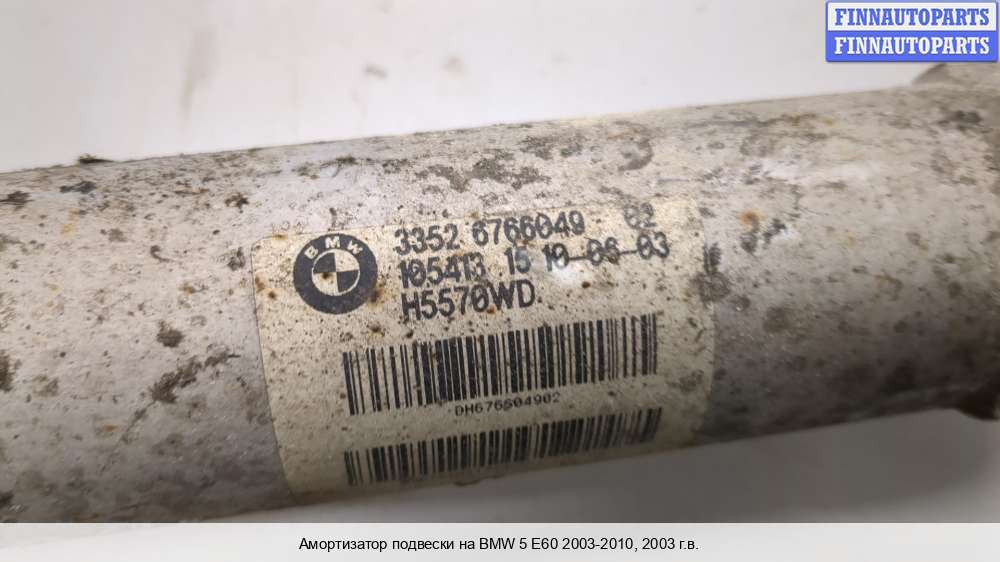 FINNAUTOPARTS
FINNAUTOPARTS
BMW
3352 6766049 02
105413 15 10-06-03
H5570WD
DH676604902
Амортизатор подвески на BMW 5 E60 2003-2010, 2003 г.в.